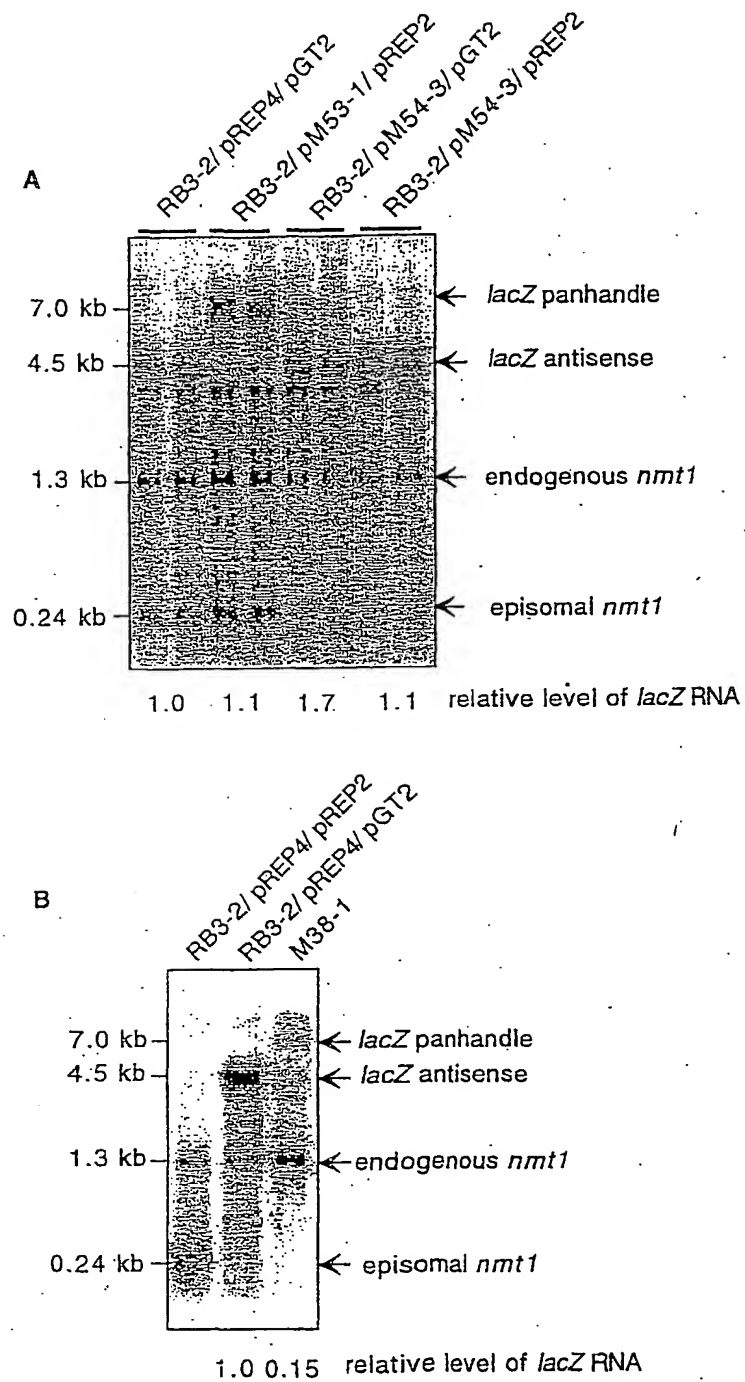 A
RB3-2/ pREP4/ pGT2
RB3-2/ pM53-1/ pREP2
RB3-2/ pM54-3/ pGT2
RB3-2/ pM54-3/ pREP2
7.0 kb
lacZ panhandle
4.5 kb
lacZ antisense
1.3 kb
endogenous nmt1
0.24 kb
episomal nmt1
1.0 1.1 1.7 1.1 relative level of lacZ RNA
B
RB3-2/ pREP4/ pREP2
RB3-2/ pREP4/ pGT2
M38-1
7.0 kb
lacZ panhandle
4.5 kb
lacZ antisense
1.3 kb
endogenous nmt1
0.24 kb
episomal nmt1
1.0 0.15 relative level of lacZ RNA